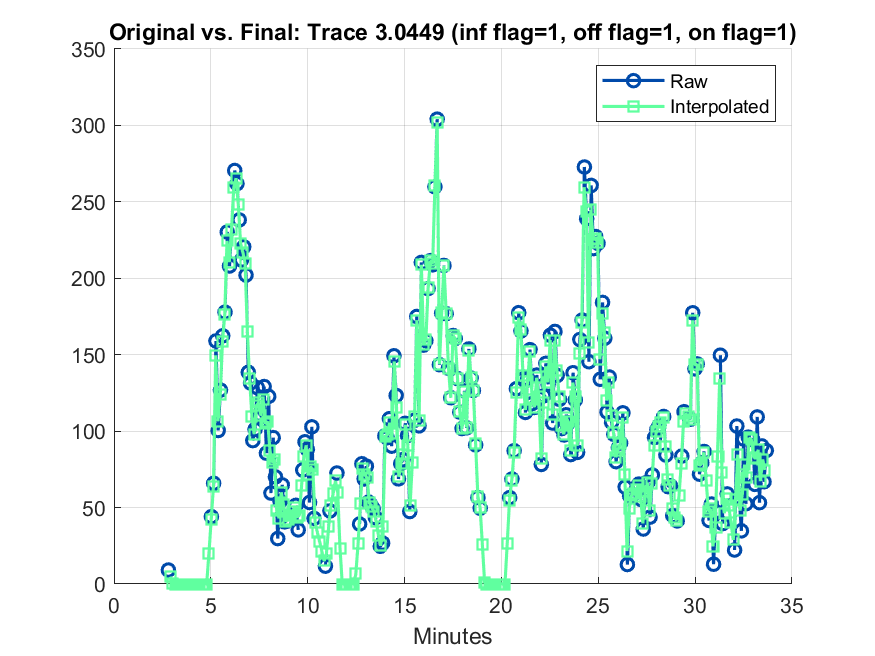 Original vs. Final: Trace 3.0449 (inf flag=1, off flag=1, on flag=1)
350
300
250
200
150
100
50
0
Raw
Interpolated
0 5 10 15 20 25 30 35
Minutes